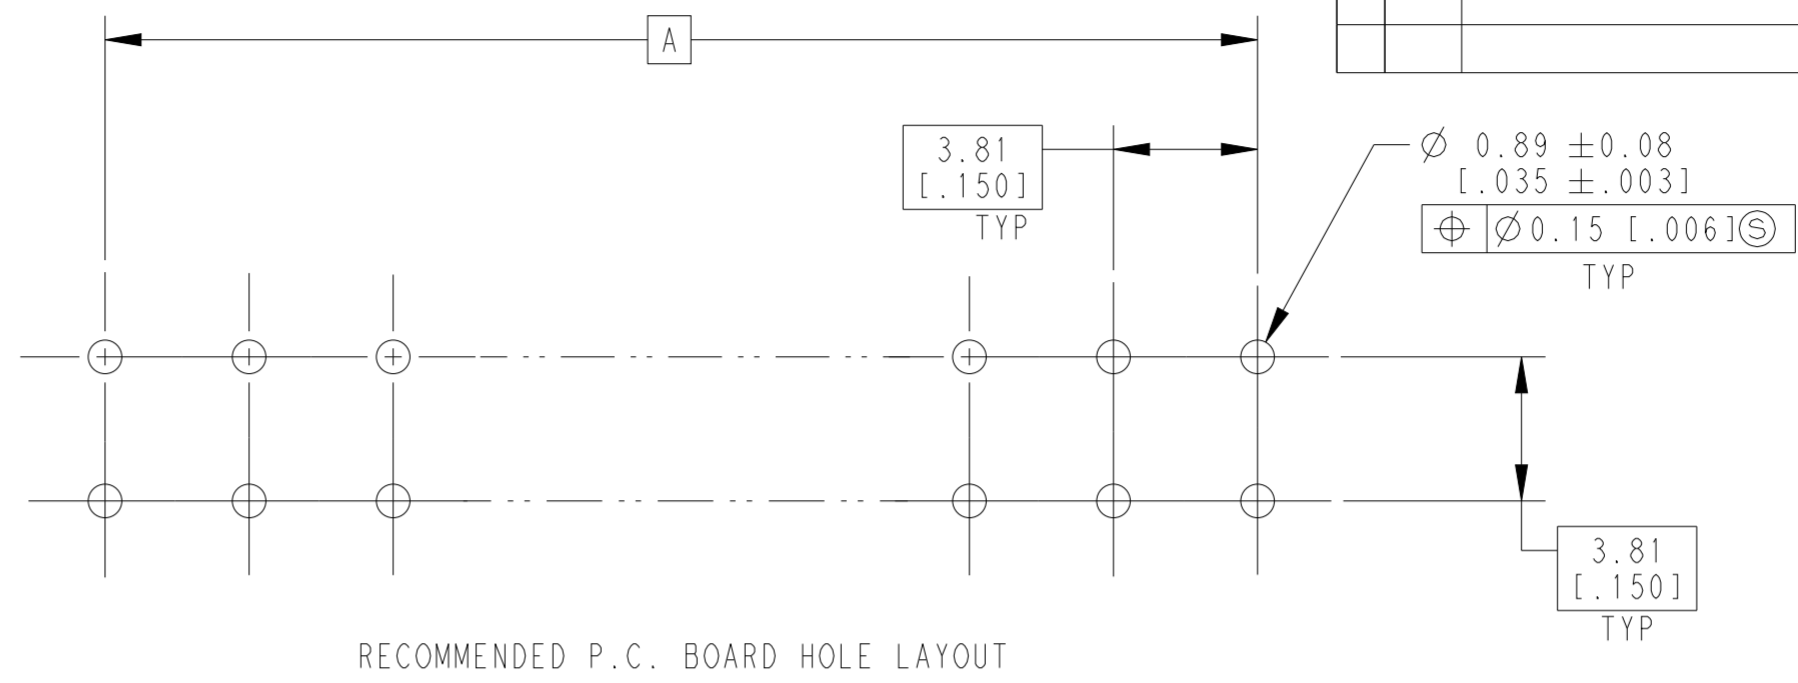 A
3.81
[.150]
TYP
Ø 0.89 ±0.08
[.035 ±.003]
⌖ Ø0.15 [.006]Ⓢ
TYP
3.81
[.150]
TYP
RECOMMENDED P.C. BOARD HOLE LAYOUT